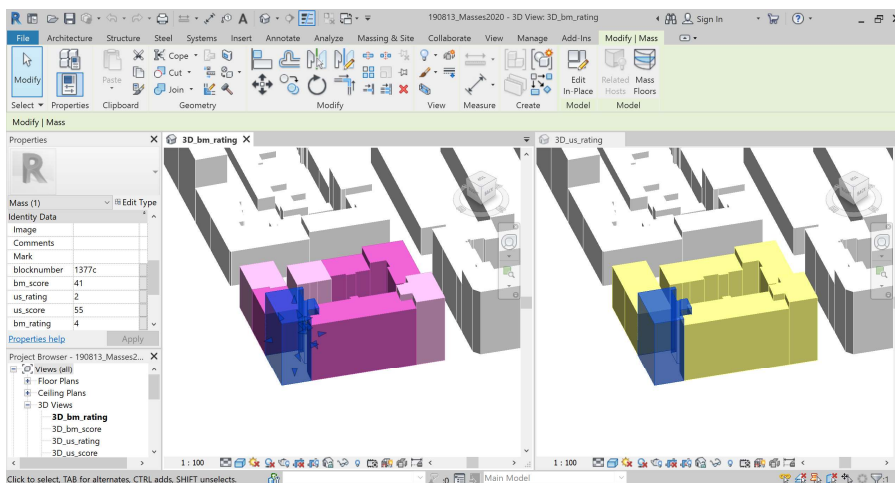 190813_Masses2020 - 3D View: 3D_bm_rating
Sign In
File Architecture Structure Steel Systems Insert Annotate Analyze Massing & Site Collaborate View Manage Add-Ins Modify | Mass
Modify
Paste
Cope
Cut
Join
Edit In-Place
Related Hosts
Mass Floors
Select Properties Clipboard Geometry Modify View Measure Create Model Model
Modify | Mass
Properties
3D_bm_rating
3D_us_rating
R
Mass (1) Edit Type
Identity Data
Image
Comments
Mark
blocknumber 1377c
bm_score 41
us_rating 2
us_score 55
bm_rating 4
Properties help Apply
Project Browser - 190813_Masses2...
Views (all)
Floor Plans
Ceiling Plans
3D Views
3D_bm_rating
3D_bm_score
3D_us_rating
3D_us_score
1 : 100
1 : 100
Click to select, TAB for alternates, CTRL adds, SHIFT unselects.
:0
Main Model